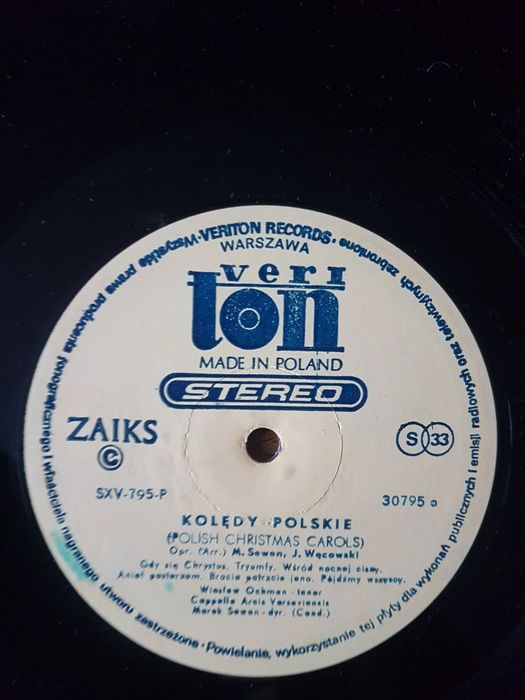 VERITON RECORDS · Wszystkie prawa producenta fonograficznego i właściciela nagranego utworu zastrzeżone · Powielanie, wykorzystanie tej płyty dla wykonań publicznych i emisji radiowych oraz telewizyjnych zabronione ·
WARSZAWA
veri
ton
MADE IN POLAND
STEREO
ZAIKS
©
S 33
SXV-795-P
30795 a
KOLĘDY POLSKIE
(POLISH CHRISTMAS CAROLS)
Opr. (Arr.) M. Sewen, J. Węcowski
Gdy się Chrystus. Tryumfy. Wśród nocnej ciszy.
Anioł pasterzom. Bracia patrzcie jeno. Pójdźmy wszyscy.
Wiesław Ochman - tenor
Cappella Arcis Varsoviensis
Marek Sewen - dyr. (Cond.)